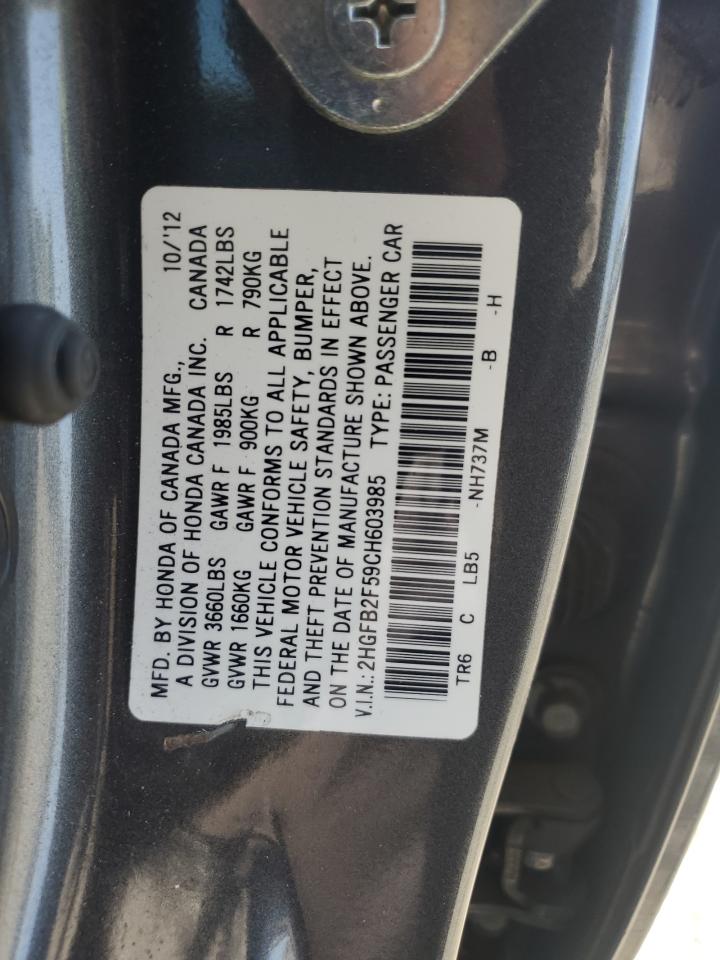 MFD. BY HONDA OF CANADA MFG., 10/'12
A DIVISION OF HONDA CANADA INC. CANADA
GVWR 3660LBS GAWR F 1985LBS R 1742LBS
GVWR 1660KG GAWR F 900KG R 790KG
THIS VEHICLE CONFORMS TO ALL APPLICABLE
FEDERAL MOTOR VEHICLE SAFETY, BUMPER,
AND THEFT PREVENTION STANDARDS IN EFFECT
ON THE DATE OF MANUFACTURE SHOWN ABOVE.
V.I.N.: 2HGFB2F59CH603985 TYPE: PASSENGER CAR
TR6 C LB5 -NH737M -B -H